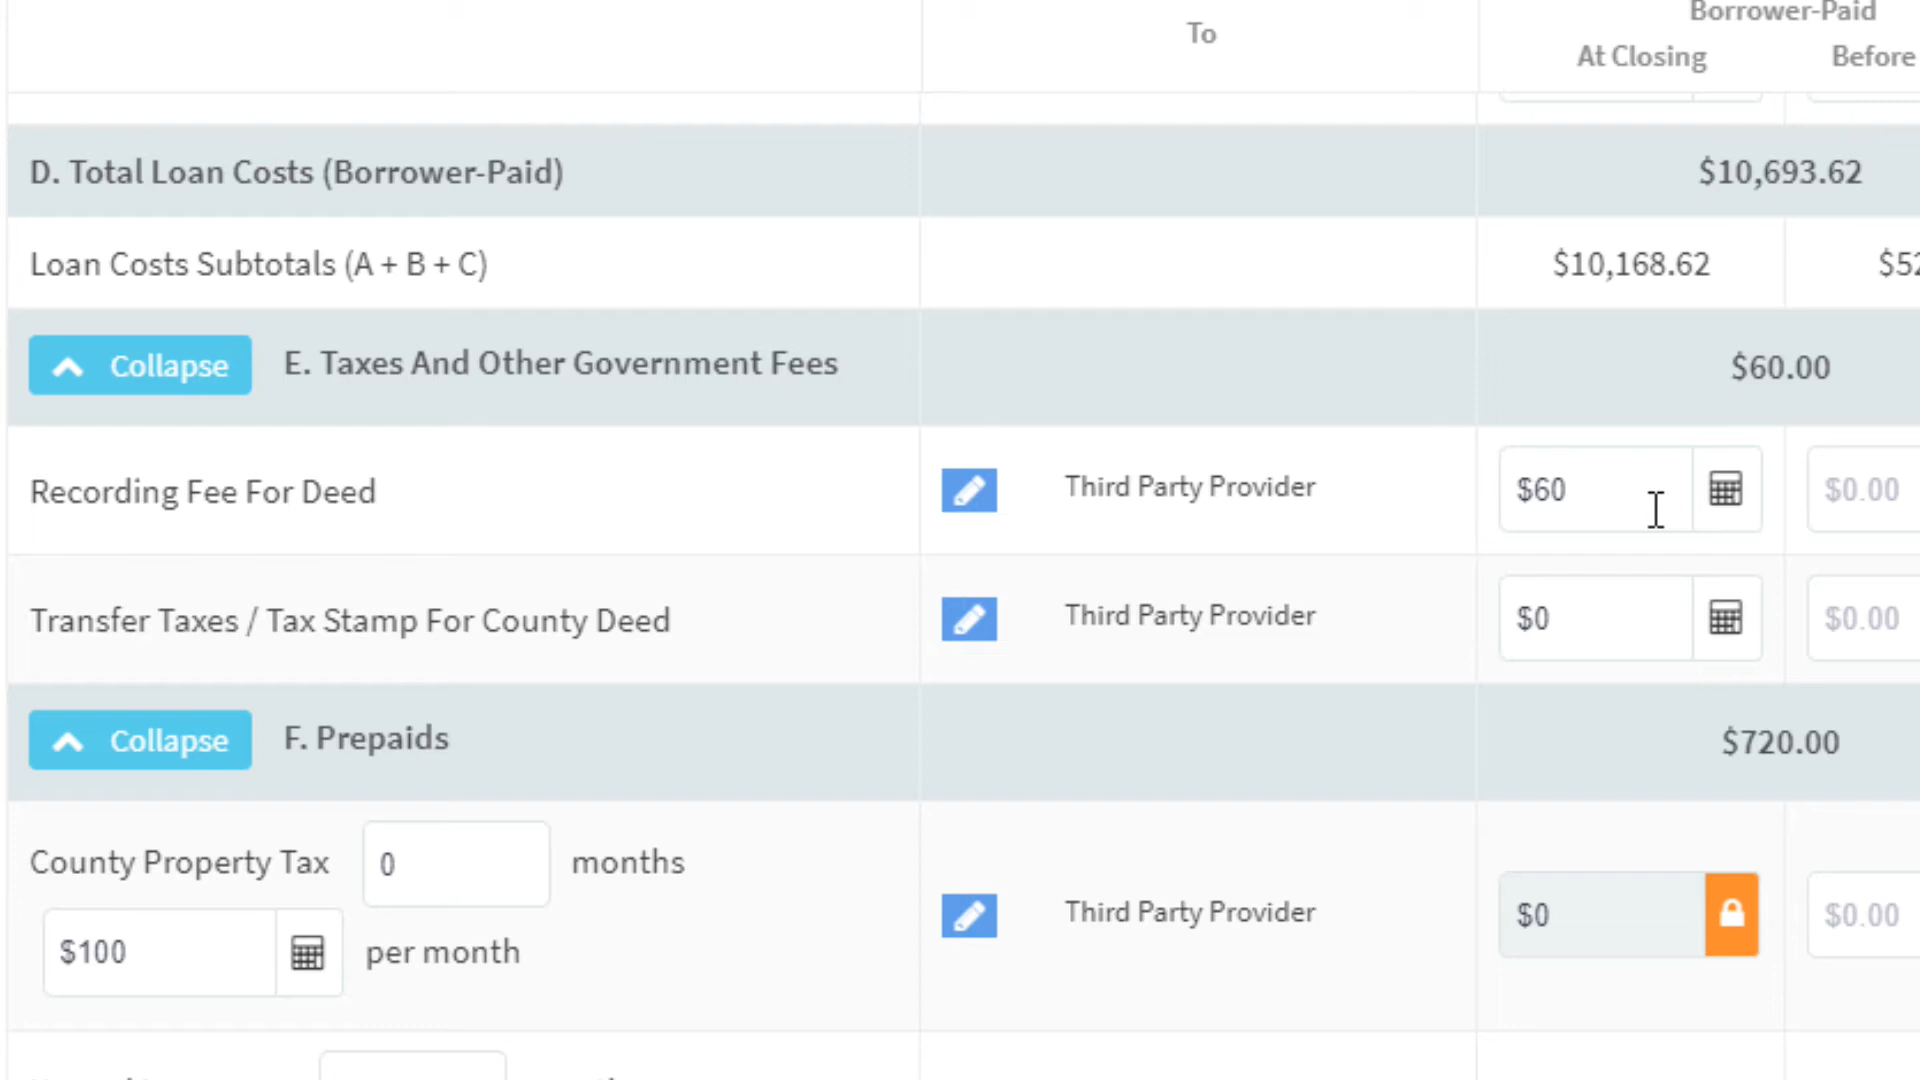 Borrower-Paid
To
At Closing
Before
D. Total Loan Costs (Borrower-Paid)
$10,693.62
Loan Costs Subtotals (A + B + C)
$10,168.62
$52
Collapse
E. Taxes And Other Government Fees
$60.00
Recording Fee For Deed
Third Party Provider
$60
$0.00
Transfer Taxes / Tax Stamp For County Deed
Third Party Provider
$0
$0.00
Collapse
F. Prepaids
$720.00
County Property Tax
0
months
$100
per month
Third Party Provider
$0
$0.00